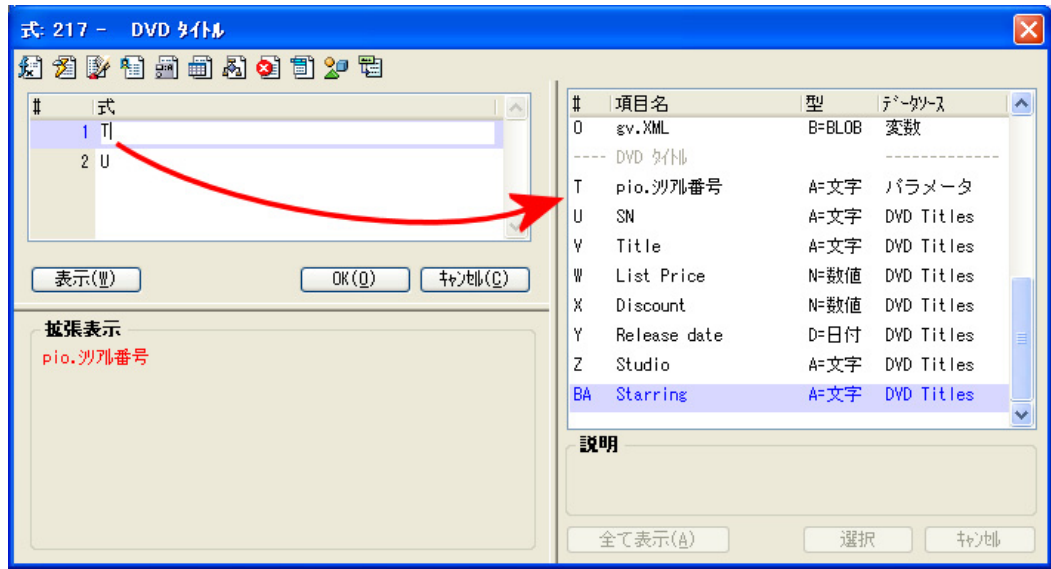 式: 217 - DVD ﾀｲﾄﾙ
# 式
1 T
2 U
表示(W) OK(O) ｷｬﾝｾﾙ(C)
拡張表示
pio.ｼﾘｱﾙ番号
# 項目名 型 ﾃﾞｰﾀｿｰｽ
O gv.XML B=BLOB 変数
---- DVD ﾀｲﾄﾙ -------------
T pio.ｼﾘｱﾙ番号 A=文字 パラメータ
U SN A=文字 DVD Titles
V Title A=文字 DVD Titles
W List Price N=数値 DVD Titles
X Discount N=数値 DVD Titles
Y Release date D=日付 DVD Titles
Z Studio A=文字 DVD Titles
BA Starring A=文字 DVD Titles
説明
全て表示(A) 選択 ｷｬﾝｾﾙ